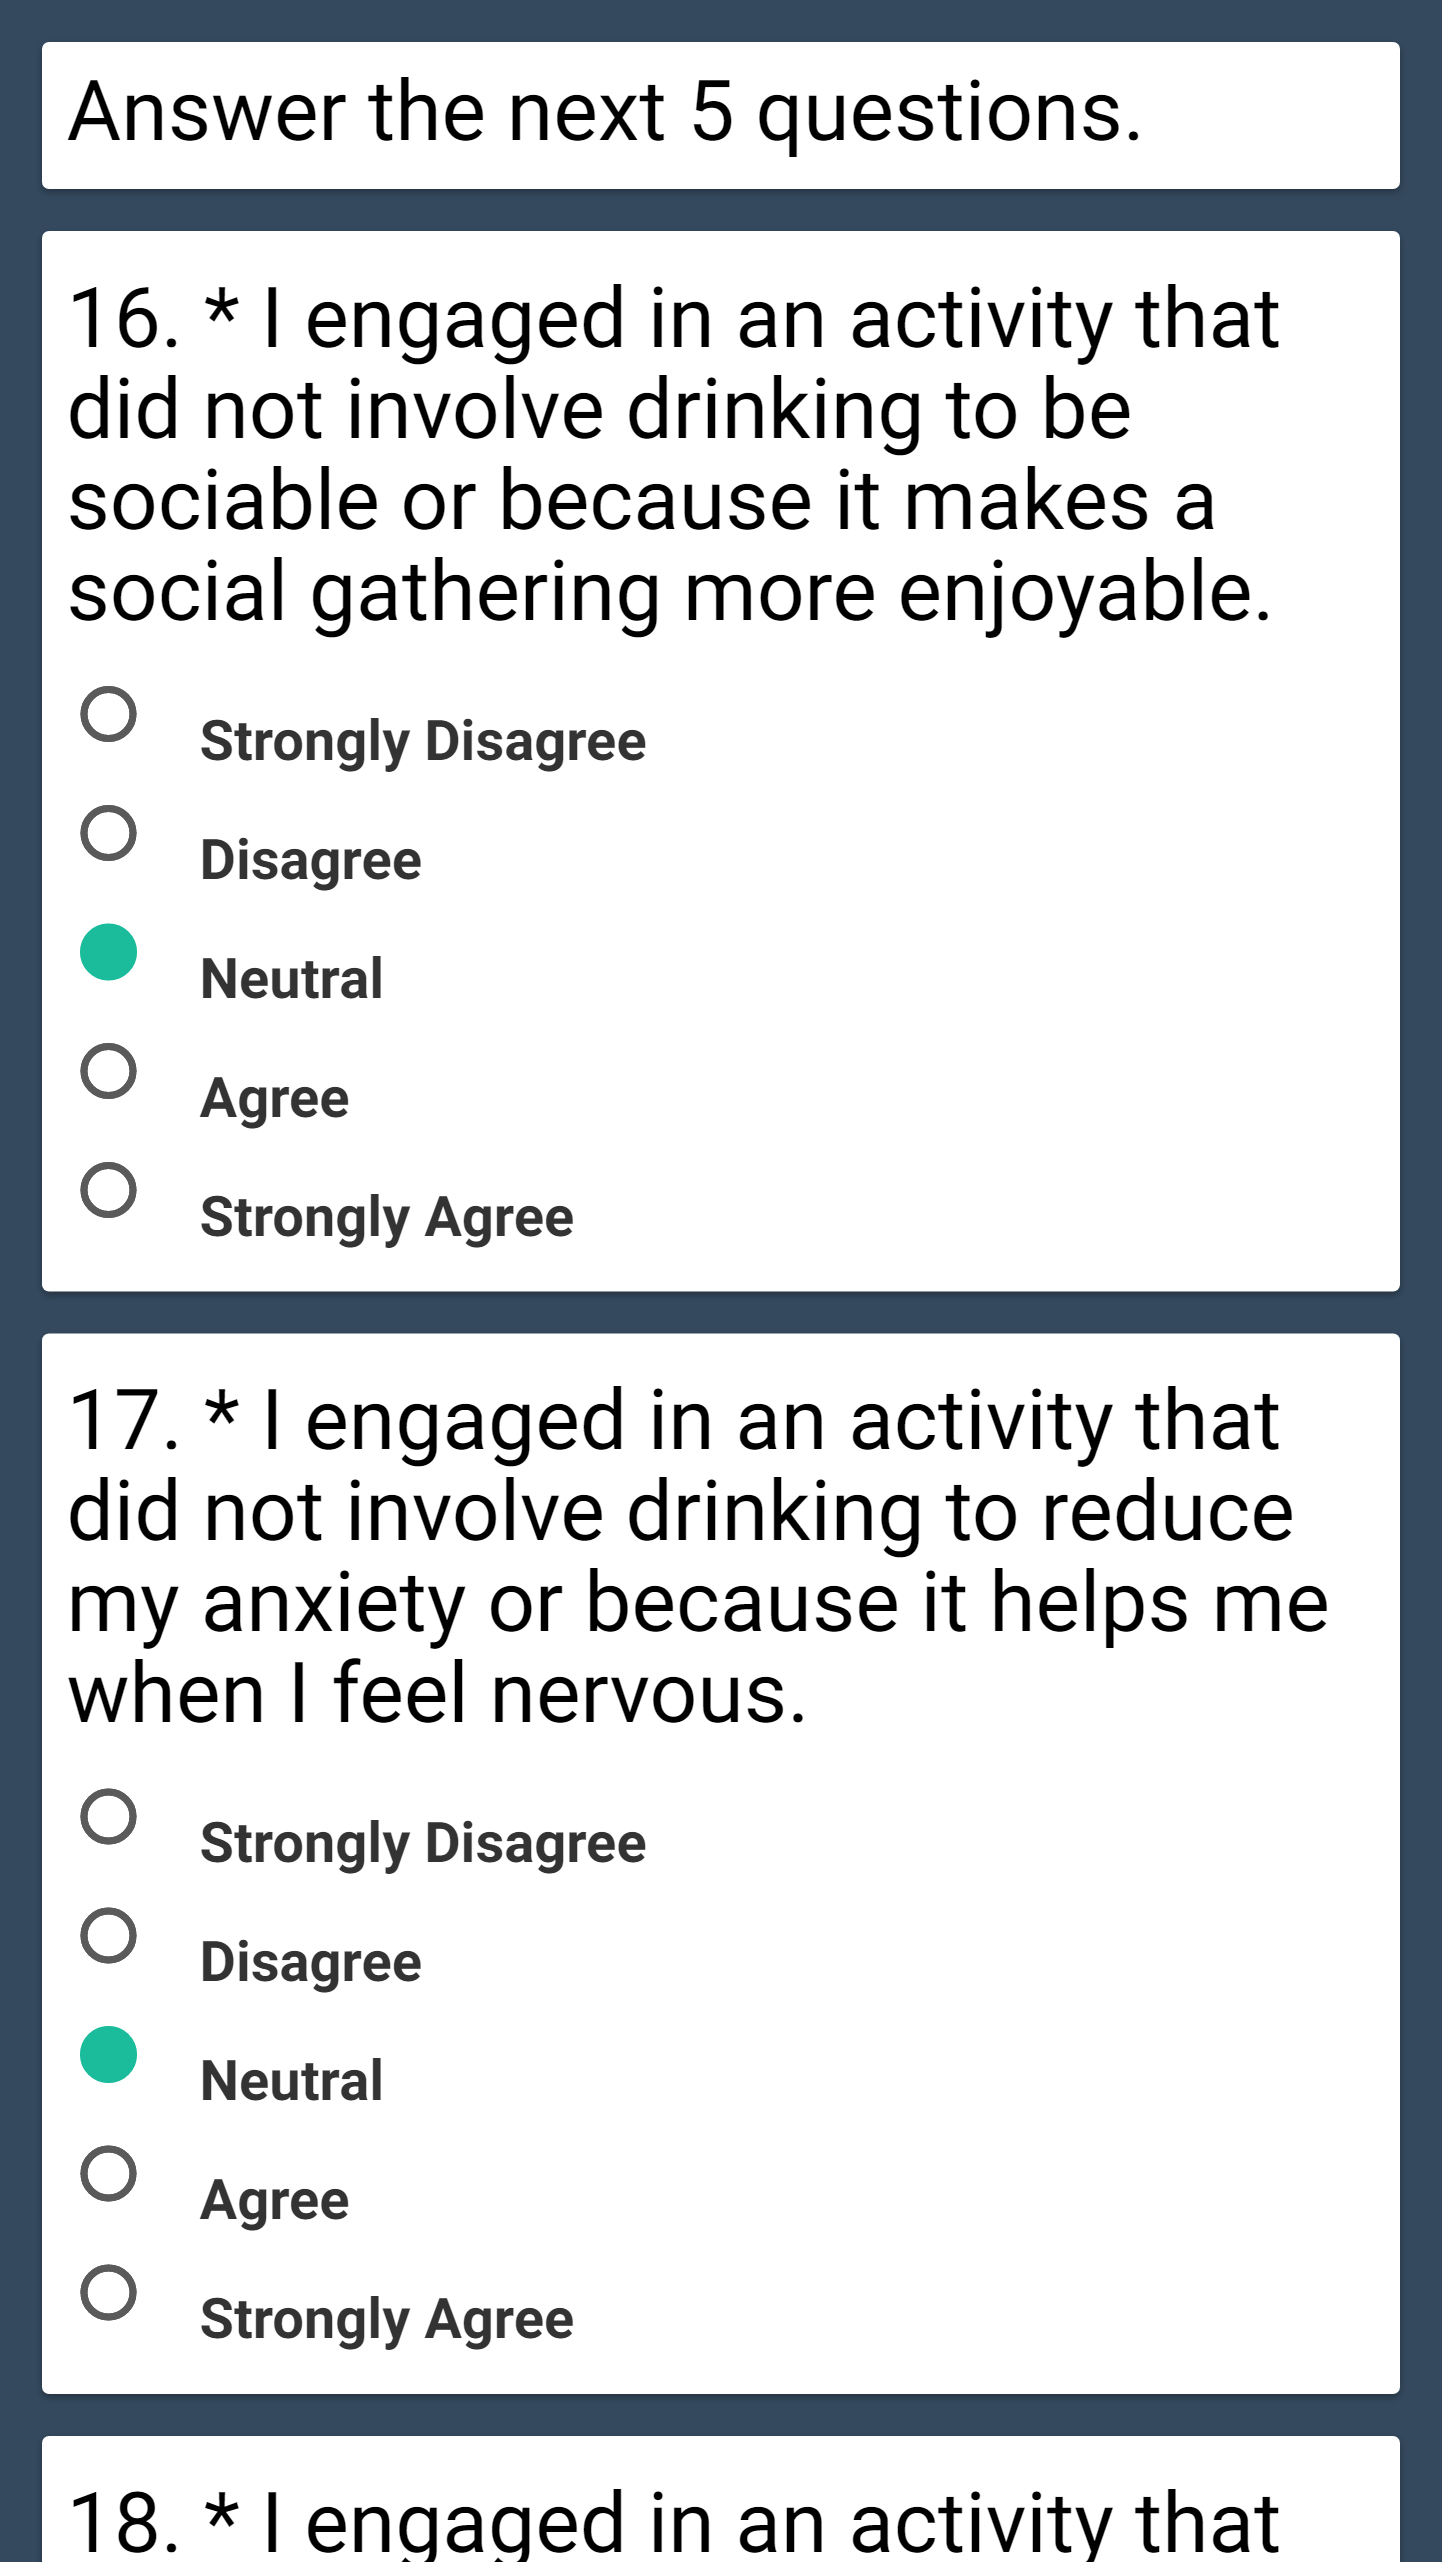 Answer the next 5 questions.
16. * I engaged in an activity that
did not involve drinking to be
sociable or because it makes a
social gathering more enjoyable.
Strongly Disagree
Disagree
Neutral
Agree
Strongly Agree
17. * I engaged in an activity that
did not involve drinking to reduce
my anxiety or because it helps me
when I feel nervous.
Strongly Disagree
Disagree
Neutral
Agree
Strongly Agree
18. * I engaged in an activity that